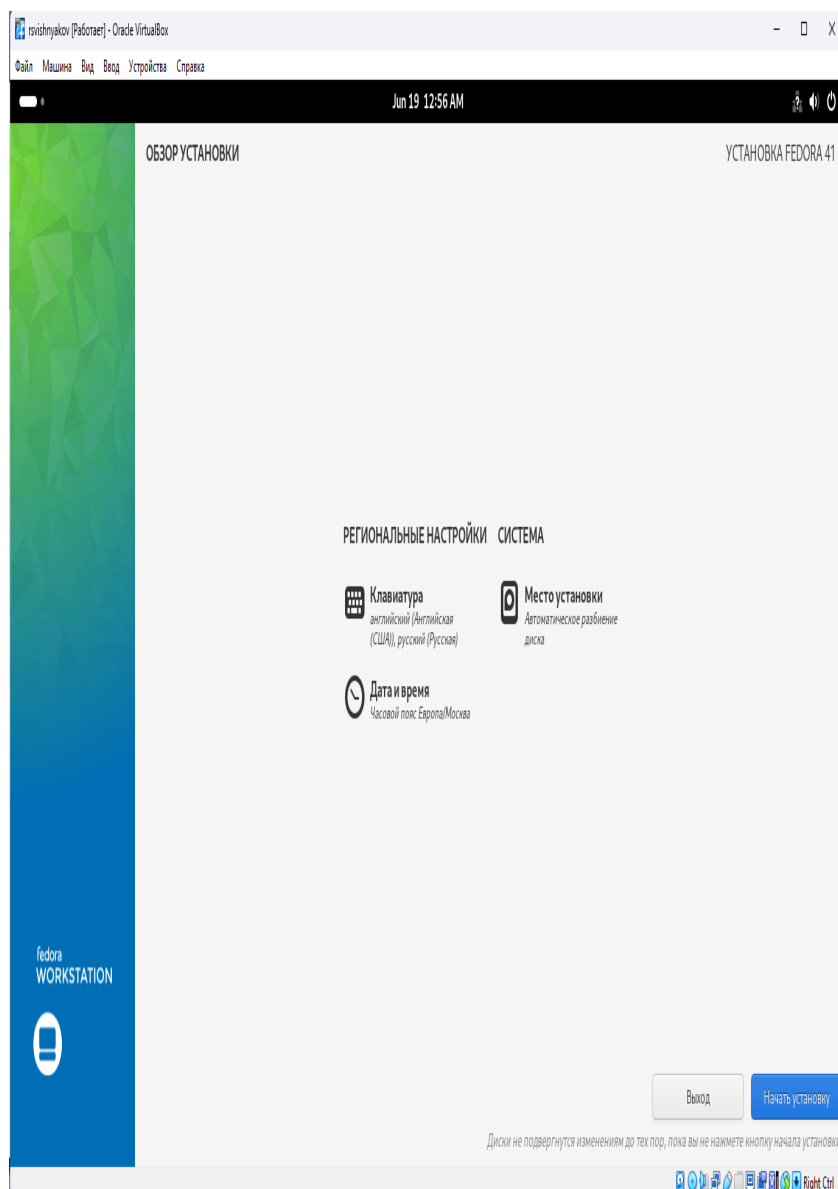 rsvishnyakov [Работает] - Oracle VirtualBox
Файл Машина Вид Ввод Устройства Справка
Jun 19 12:56 AM
ОБЗОР УСТАНОВКИ
УСТАНОВКА FEDORA 41
РЕГИОНАЛЬНЫЕ НАСТРОЙКИ
СИСТЕМА
Клавиатура
английский (Английская
(США)), русский (Русская)
Место установки
Автоматическое разбиение
диска
Дата и время
Часовой пояс Европа/Москва
fedora
WORKSTATION
Выход
Начать установку
Диски не подвергнутся изменениям до тех пор, пока вы не нажмете кнопку начала установк
Right Ctrl